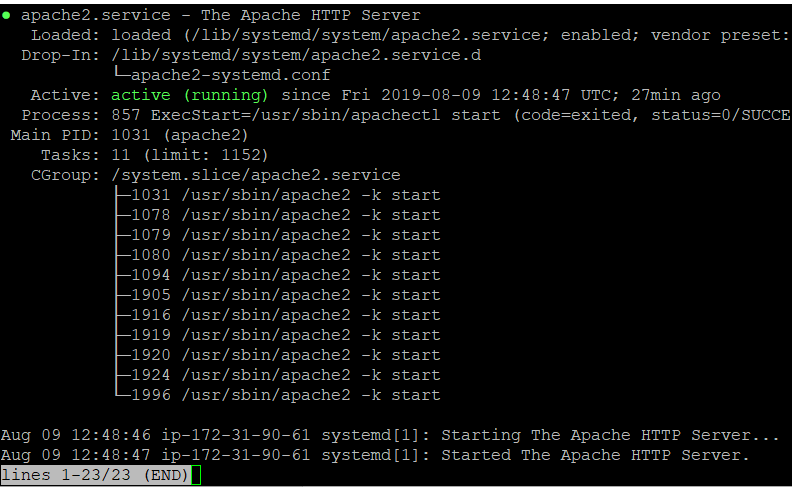 ● apache2.service - The Apache HTTP Server
   Loaded: loaded (/lib/systemd/system/apache2.service; enabled; vendor preset:
  Drop-In: /lib/systemd/system/apache2.service.d
           └─apache2-systemd.conf
   Active: active (running) since Fri 2019-08-09 12:48:47 UTC; 27min ago
  Process: 857 ExecStart=/usr/sbin/apachectl start (code=exited, status=0/SUCCE
 Main PID: 1031 (apache2)
    Tasks: 11 (limit: 1152)
   CGroup: /system.slice/apache2.service
           ├─1031 /usr/sbin/apache2 -k start
           ├─1078 /usr/sbin/apache2 -k start
           ├─1079 /usr/sbin/apache2 -k start
           ├─1080 /usr/sbin/apache2 -k start
           ├─1094 /usr/sbin/apache2 -k start
           ├─1905 /usr/sbin/apache2 -k start
           ├─1916 /usr/sbin/apache2 -k start
           ├─1919 /usr/sbin/apache2 -k start
           ├─1920 /usr/sbin/apache2 -k start
           ├─1924 /usr/sbin/apache2 -k start
           └─1996 /usr/sbin/apache2 -k start

Aug 09 12:48:46 ip-172-31-90-61 systemd[1]: Starting The Apache HTTP Server...
Aug 09 12:48:47 ip-172-31-90-61 systemd[1]: Started The Apache HTTP Server.
lines 1-23/23 (END)